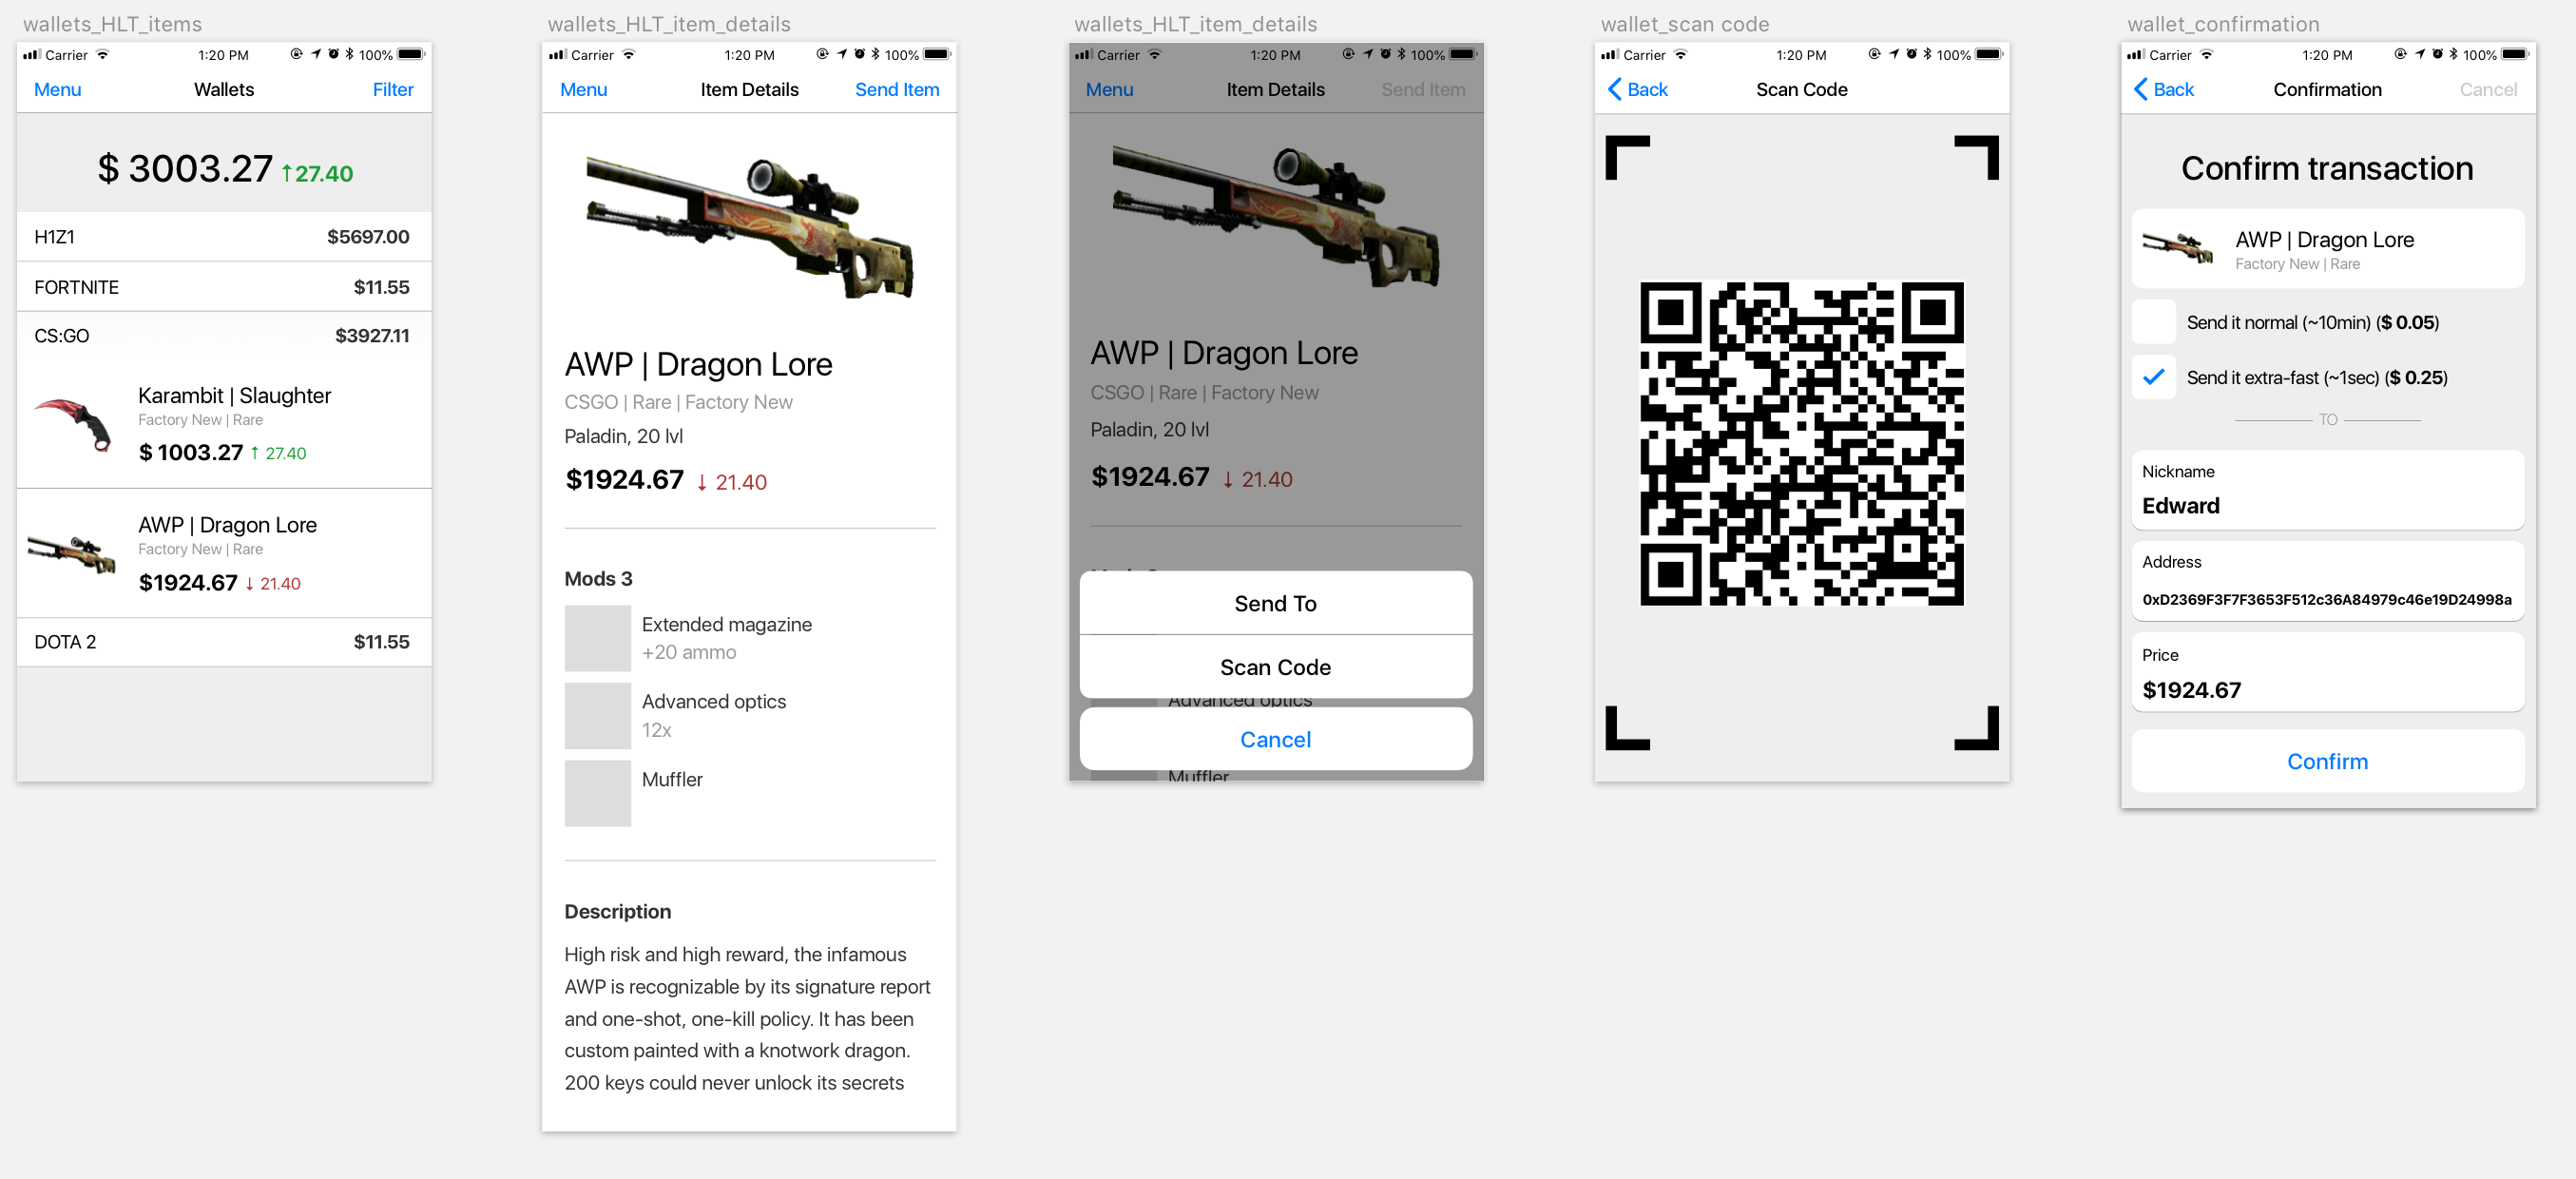 wallets_HLT_items
Carrier 1:20 PM 100%
Menu Wallets Filter
$ 3003.27 ↑27.40
H1Z1 $5697.00
FORTNITE $11.55
CS:GO $3927.11
Karambit | Slaughter
Factory New | Rare
$ 1003.27 ↑ 27.40
AWP | Dragon Lore
Factory New | Rare
$1924.67 ↓ 21.40
DOTA 2 $11.55
wallets_HLT_item_details
Carrier 1:20 PM 100%
Menu Item Details Send Item
AWP | Dragon Lore
CSGO | Rare | Factory New
Paladin, 20 lvl
$1924.67 ↓ 21.40
Mods 3
Extended magazine
+20 ammo
Advanced optics
12x
Muffler
Description
High risk and high reward, the infamous
AWP is recognizable by its signature report
and one-shot, one-kill policy. It has been
custom painted with a knotwork dragon.
200 keys could never unlock its secrets
wallets_HLT_item_details
Carrier 1:20 PM 100%
Menu Item Details Send Item
AWP | Dragon Lore
CSGO | Rare | Factory New
Paladin, 20 lvl
$1924.67 ↓ 21.40
Send To
Scan Code
Advanced optics
Cancel
Muffler
wallet_scan code
Carrier 1:20 PM 100%
Back Scan Code
wallet_confirmation
Carrier 1:20 PM 100%
Back Confirmation Cancel
Confirm transaction
AWP | Dragon Lore
Factory New | Rare
Send it normal (~10min) ($ 0.05)
Send it extra-fast (~1sec) ($ 0.25)
TO
Nickname
Edward
Address
0xD2369F3F7F3653F512c36A84979c46e19D24998a
Price
$1924.67
Confirm